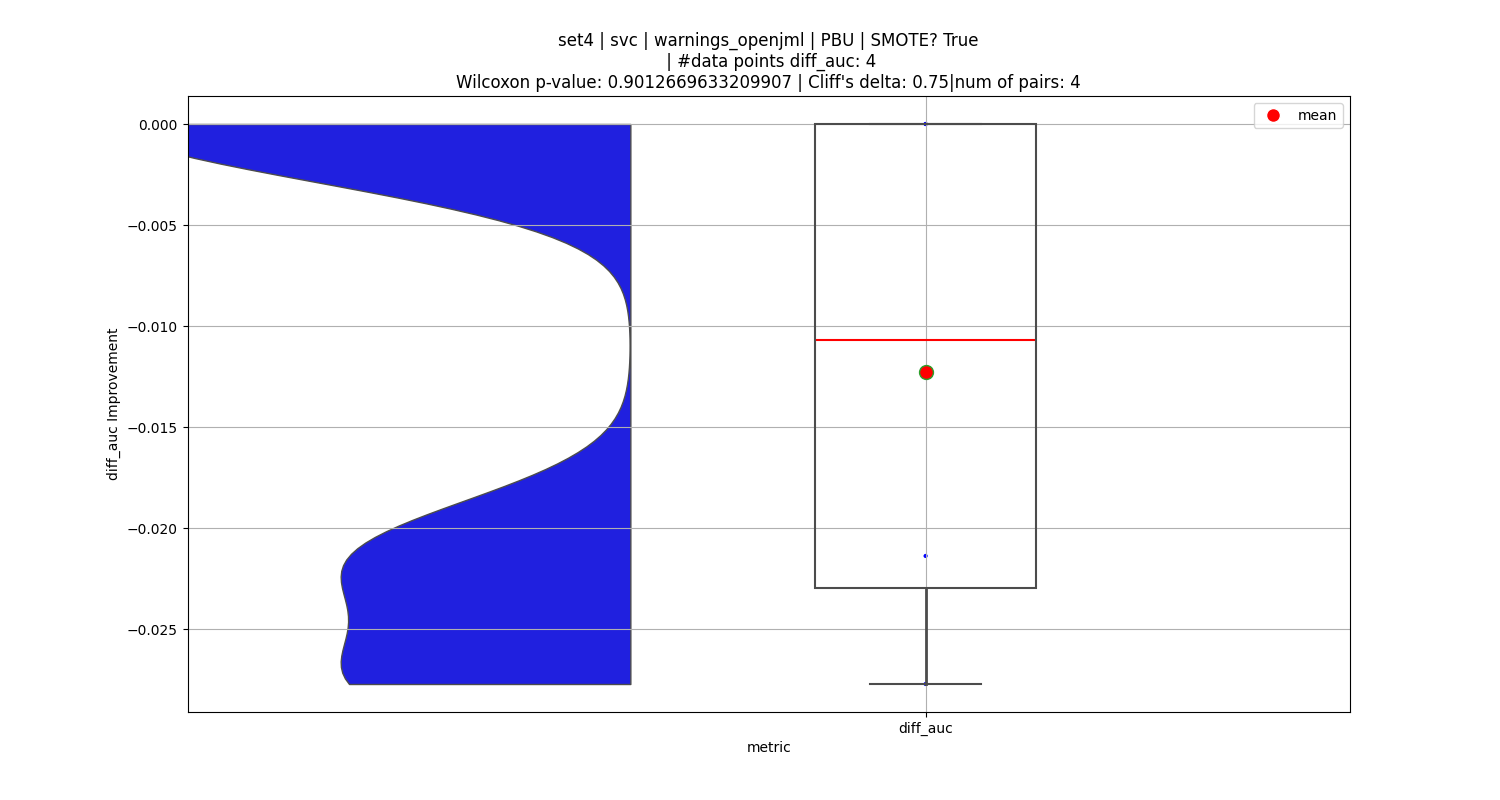 set4 | svc | warnings_openjml | PBU | SMOTE? True
| #data points diff_auc: 4
Wilcoxon p-value: 0.9012669633209907 | Cliff's delta: 0.75|num of pairs: 4
mean
0.000
−0.005
−0.010
−0.015
−0.020
−0.025
diff_auc Improvement
diff_auc
metric